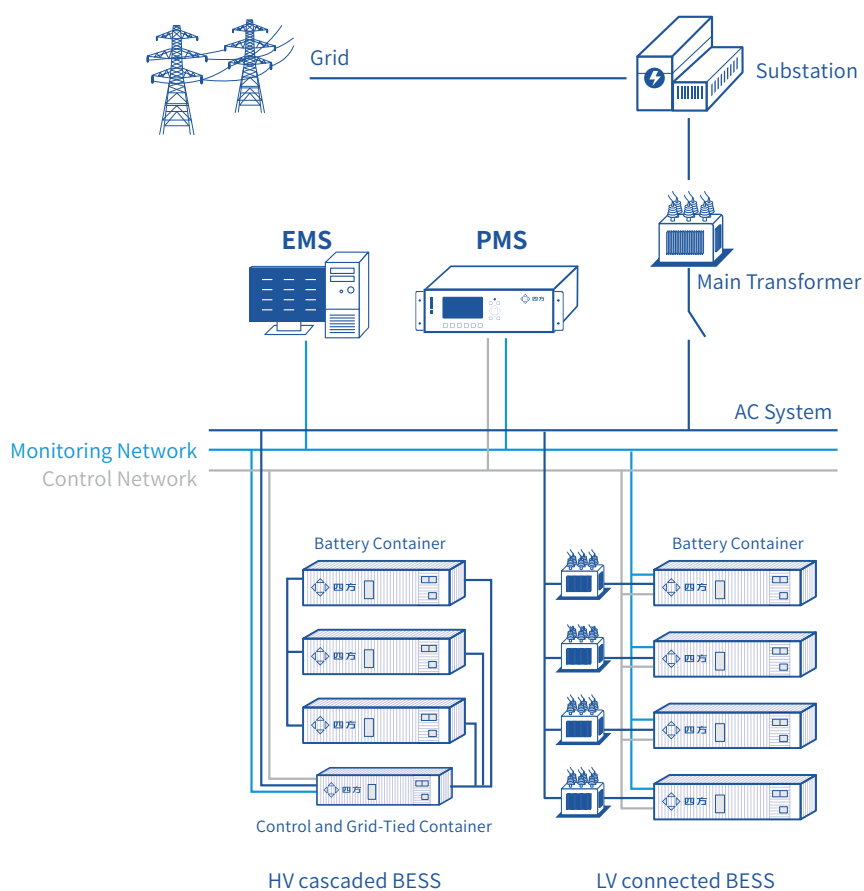 Grid
Substation
EMS
PMS
四方
Main Transformer
AC System
Monitoring Network
Control Network
Battery Container
Battery Container
四方
四方
四方
四方
四方
四方
四方
四方
Control and Grid-Tied Container
HV cascaded BESS
LV connected BESS